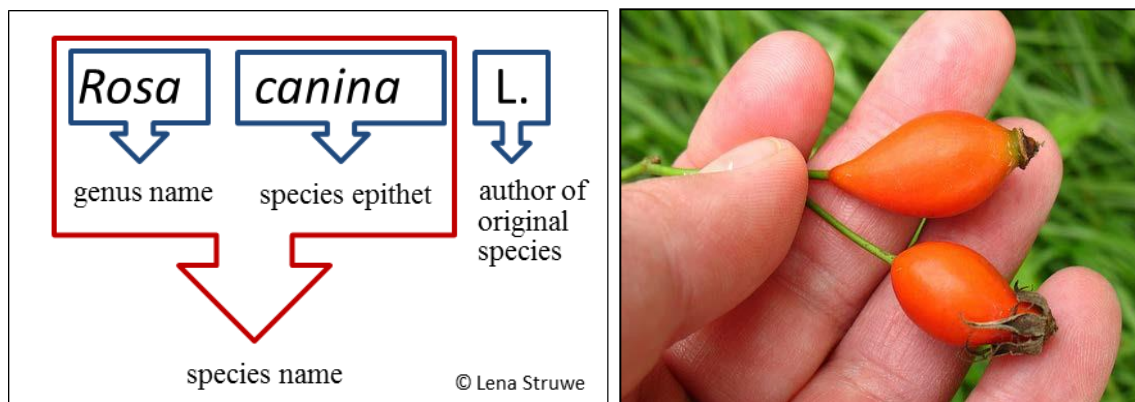 Rosa canina L.
genus name species epithet author of
original
species
species name
© Lena Struwe